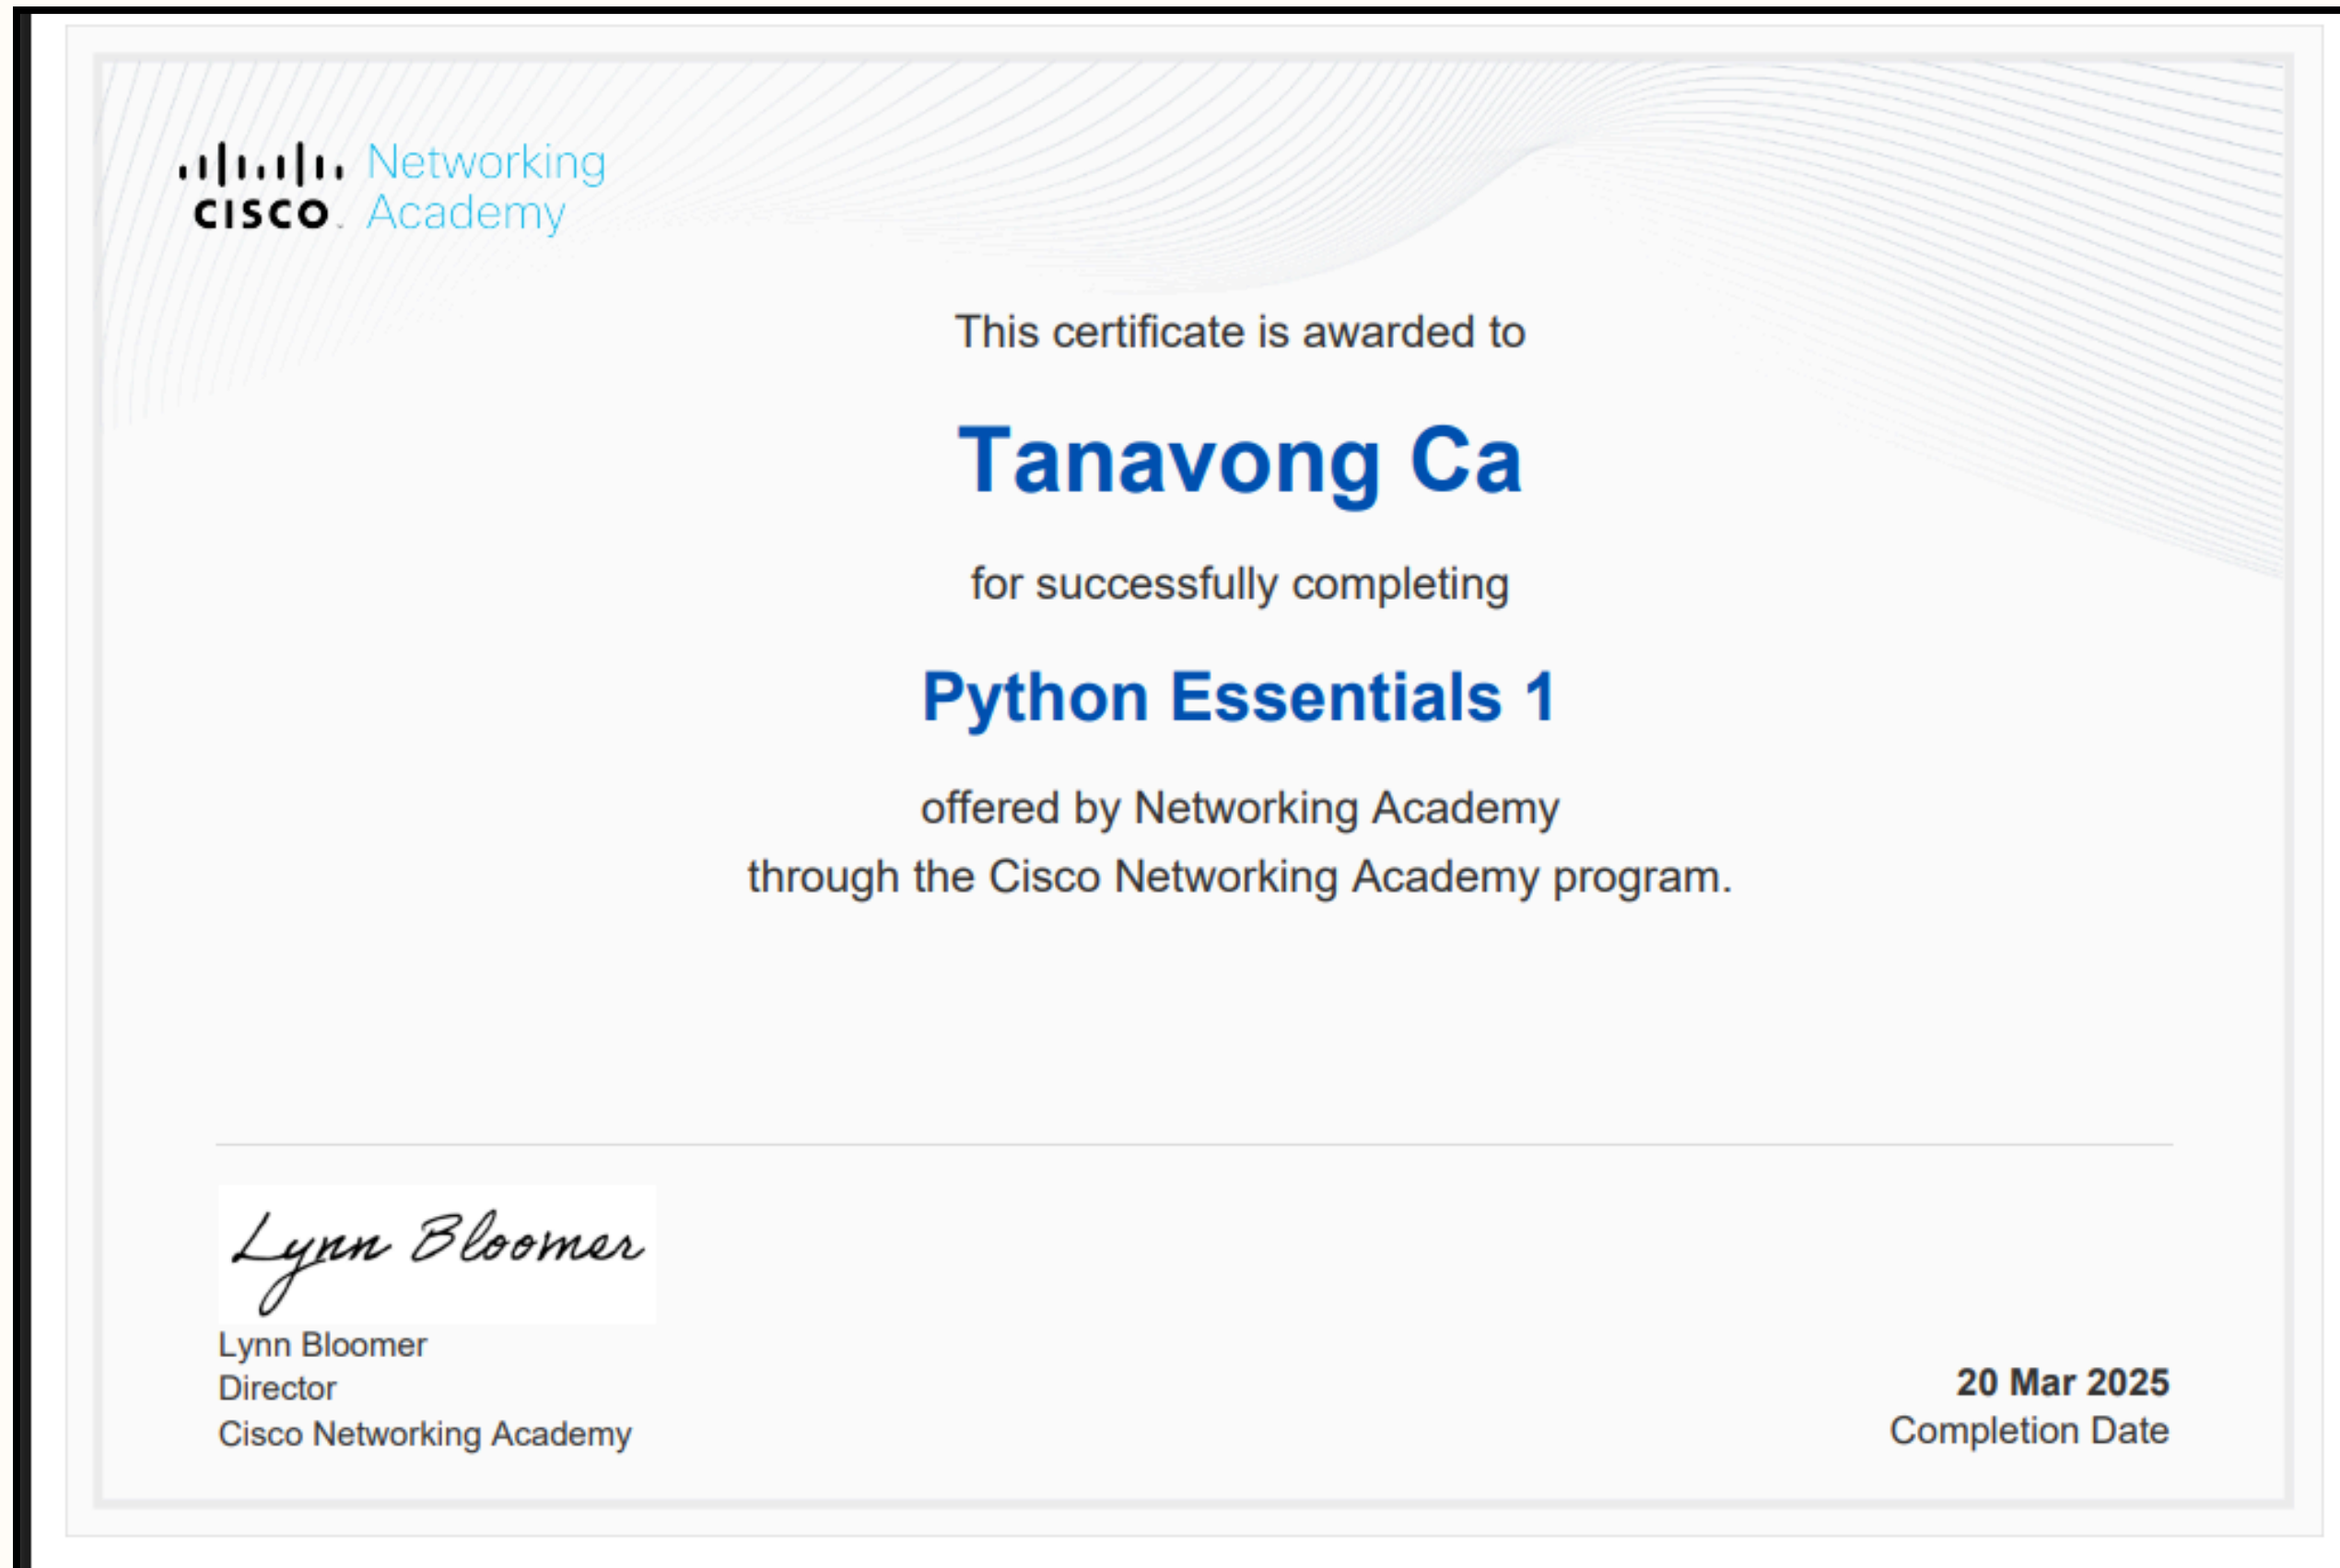 Networking
CISCO Academy
This certificate is awarded to
Tanavong Ca
for successfully completing
Python Essentials 1
offered by Networking Academy
through the Cisco Networking Academy program.
Lynn Bloomer
Lynn Bloomer
Director
Cisco Networking Academy
20 Mar 2025
Completion Date